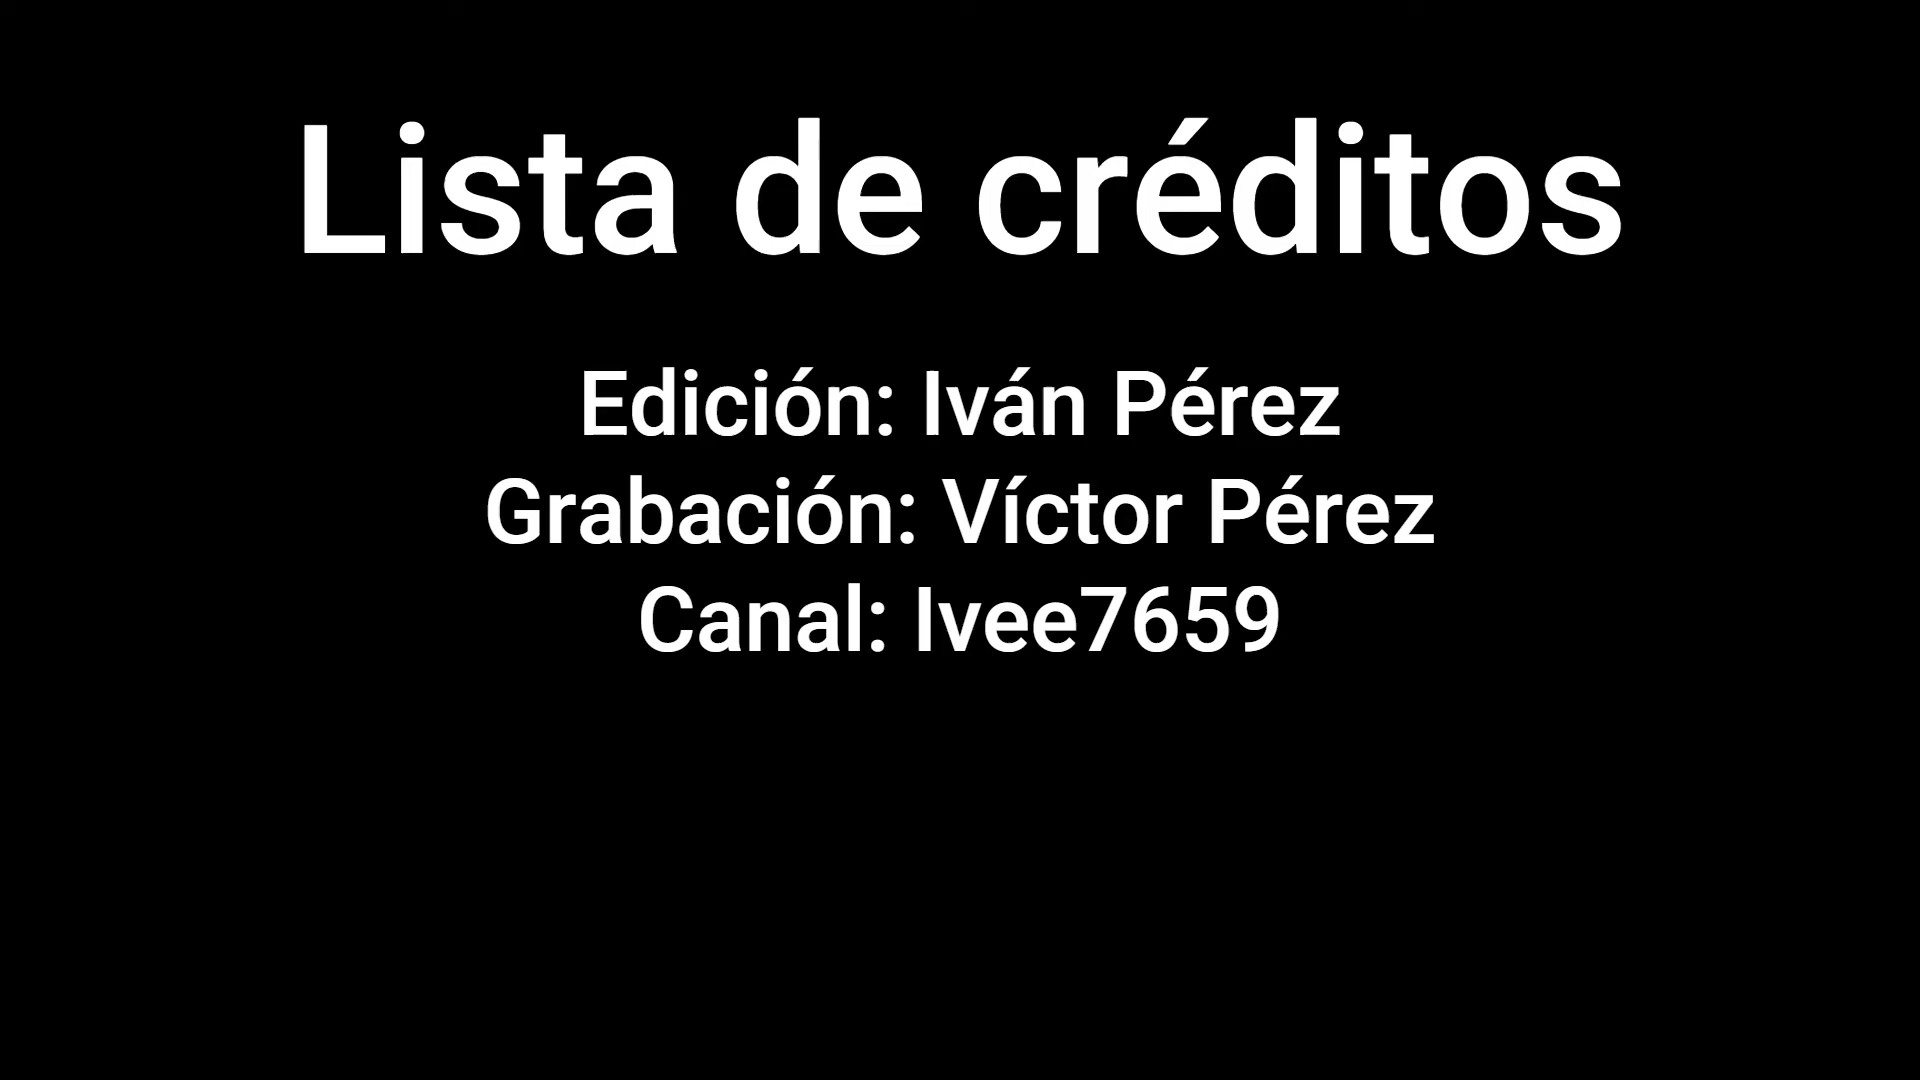 Lista de créditos
Edición: Iván Pérez
Grabación: Víctor Pérez
Canal: Ivee7659